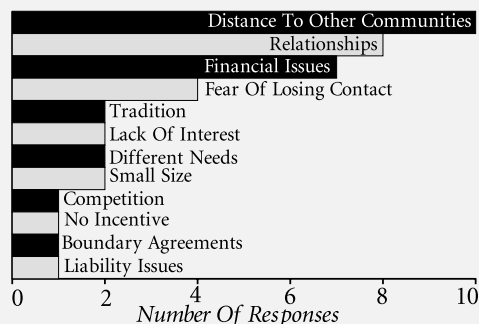 Distance To Other Communities
Relationships
Financial Issues
Fear Of Losing Contact
Tradition
Lack Of Interest
Different Needs
Small Size
Competition
No Incentive
Boundary Agreements
Liability Issues
0 2 4 6 8 10
Number Of Responses